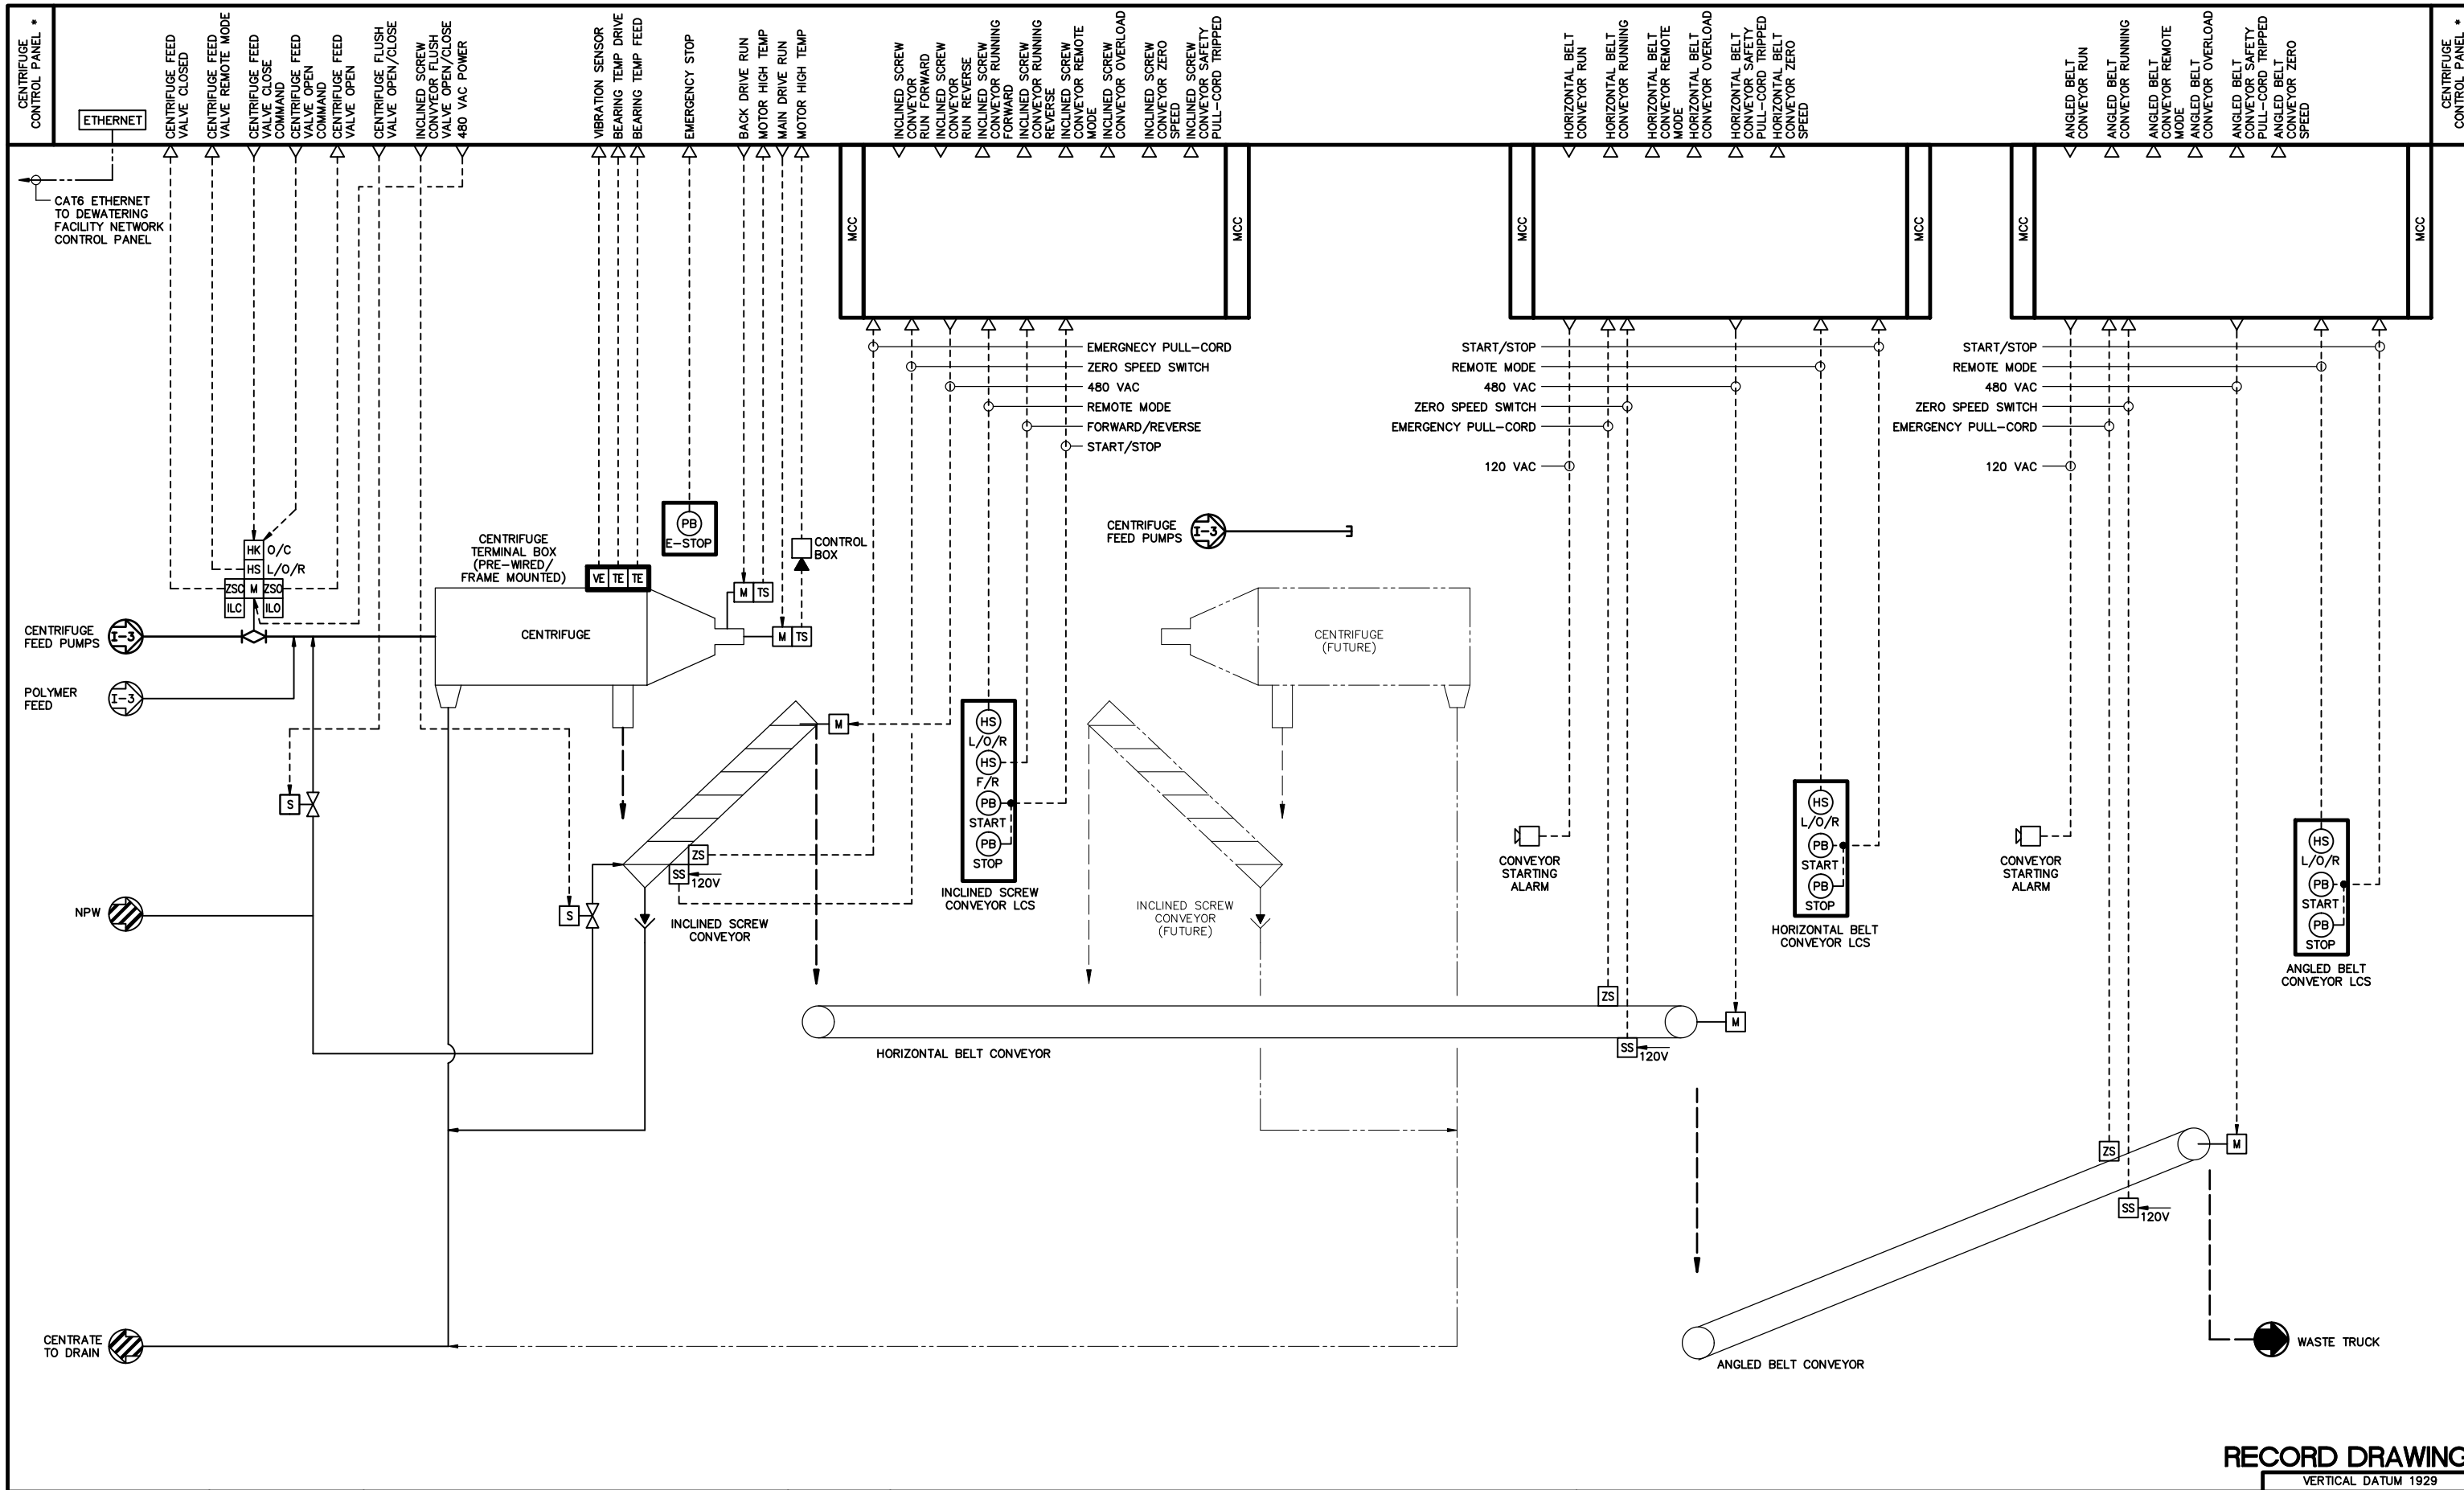 CENTRIFUGE
CONTROL PANEL *
ETHERNET
CENTRIFUGE FEED
VALVE CLOSED
CENTRIFUGE FEED
VALVE REMOTE MODE
CENTRIFUGE FEED
VALVE CLOSE
COMMAND
CENTRIFUGE FEED
VALVE OPEN
COMMAND
CENTRIFUGE FEED
VALVE OPEN
CENTRIFUGE FLUSH
VALVE OPEN/CLOSE
INCLINED SCREW
CONVYEORR FLUSH
VALVE OPEN/CLOSE
480 VAC POWER
VIBRATION SENSOR
BEARING TEMP DRIVE
BEARING TEMP FEED
EMERGENCY STOP
BACK DRIVE RUN
MOTOR HIGH TEMP
MAIN DRIVE RUN
MOTOR HIGH TEMP
INCLINED SCREW
CONVEYOR
RUN FORWARD
INCLINED SCREW
CONVEYOR
RUN REVERSE
INCLINED SCREW
CONVEYOR RUNNING
FORWARD
INCLINED SCREW
CONVEYOR RUNNING
REVERSE
INCLINED SCREW
CONVEYOR REMOTE
MODE
INCLINED SCREW
CONVEYOR OVERLOAD
INCLINED SCREW
CONVEYOR ZERO
SPEED
INCLINED SCREW
CONVEYOR SAFETY
PULL-CORD TRIPPED
HORIZONTAL BELT
CONVEYOR RUN
HORIZONTAL BELT
CONVEYOR RUNNING
HORIZONTAL BELT
CONVEYOR REMOTE
MODE
HORIZONTAL BELT
CONVEYOR OVERLOAD
HORIZONTAL BELT
CONVEYOR SAFETY
PULL-CORD TRIPPED
HORIZONTAL BELT
CONVEYOR ZERO
SPEED
ANGLED BELT
CONVEYOR RUN
ANGLED BELT
CONVEYOR RUNNING
ANGLED BELT
CONVEYOR REMOTE
MODE
ANGLED BELT
CONVEYOR OVERLOAD
ANGLED BELT
CONVEYOR SAFETY
PULL-CORD TRIPPED
ANGLED BELT
CONVEYOR ZERO
SPEED
CENTRIFUGE
CONTROL PANEL *
CAT6 ETHERNET
TO DEWATERING
FACILITY NETWORK
CONTROL PANEL
MCC
MCC
MCC
MCC
MCC
MCC
EMERGNECY PULL-CORD
ZERO SPEED SWITCH
480 VAC
REMOTE MODE
FORWARD/REVERSE
START/STOP
START/STOP
REMOTE MODE
480 VAC
ZERO SPEED SWITCH
EMERGENCY PULL-CORD
120 VAC
START/STOP
REMOTE MODE
480 VAC
ZERO SPEED SWITCH
EMERGENCY PULL-CORD
120 VAC
HK O/C
HS L/O/R
ZSC M ZSO
ILC ILO
CENTRIFUGE
TERMINAL BOX
(PRE-WIRED/
FRAME MOUNTED)
VE TE TE
PB
E-STOP
CONTROL
BOX
M TS
M TS
CENTRIFUGE
FEED PUMPS
I-3
CENTRIFUGE
FEED PUMPS
I-3
CENTRIFUGE
CENTRIFUGE
(FUTURE)
POLYMER
FEED
I-3
S
M
HS
L/O/R
HS
F/R
PB
START
PB
STOP
INCLINED SCREW
CONVEYOR LCS
ZS
SS
120V
S
INCLINED SCREW
CONVEYOR
INCLINED SCREW
CONVEYOR
(FUTURE)
NPW
CONVEYOR
STARTING
ALARM
HS
L/O/R
PB
START
PB
STOP
HORIZONTAL BELT
CONVEYOR LCS
CONVEYOR
STARTING
ALARM
HS
L/O/R
PB
START
PB
STOP
ANGLED BELT
CONVEYOR LCS
ZS
M
SS
120V
HORIZONTAL BELT CONVEYOR
ZS
M
SS
120V
CENTRATE
TO DRAIN
ANGLED BELT CONVEYOR
WASTE TRUCK
RECORD DRAWING
VERTICAL DATUM 1929